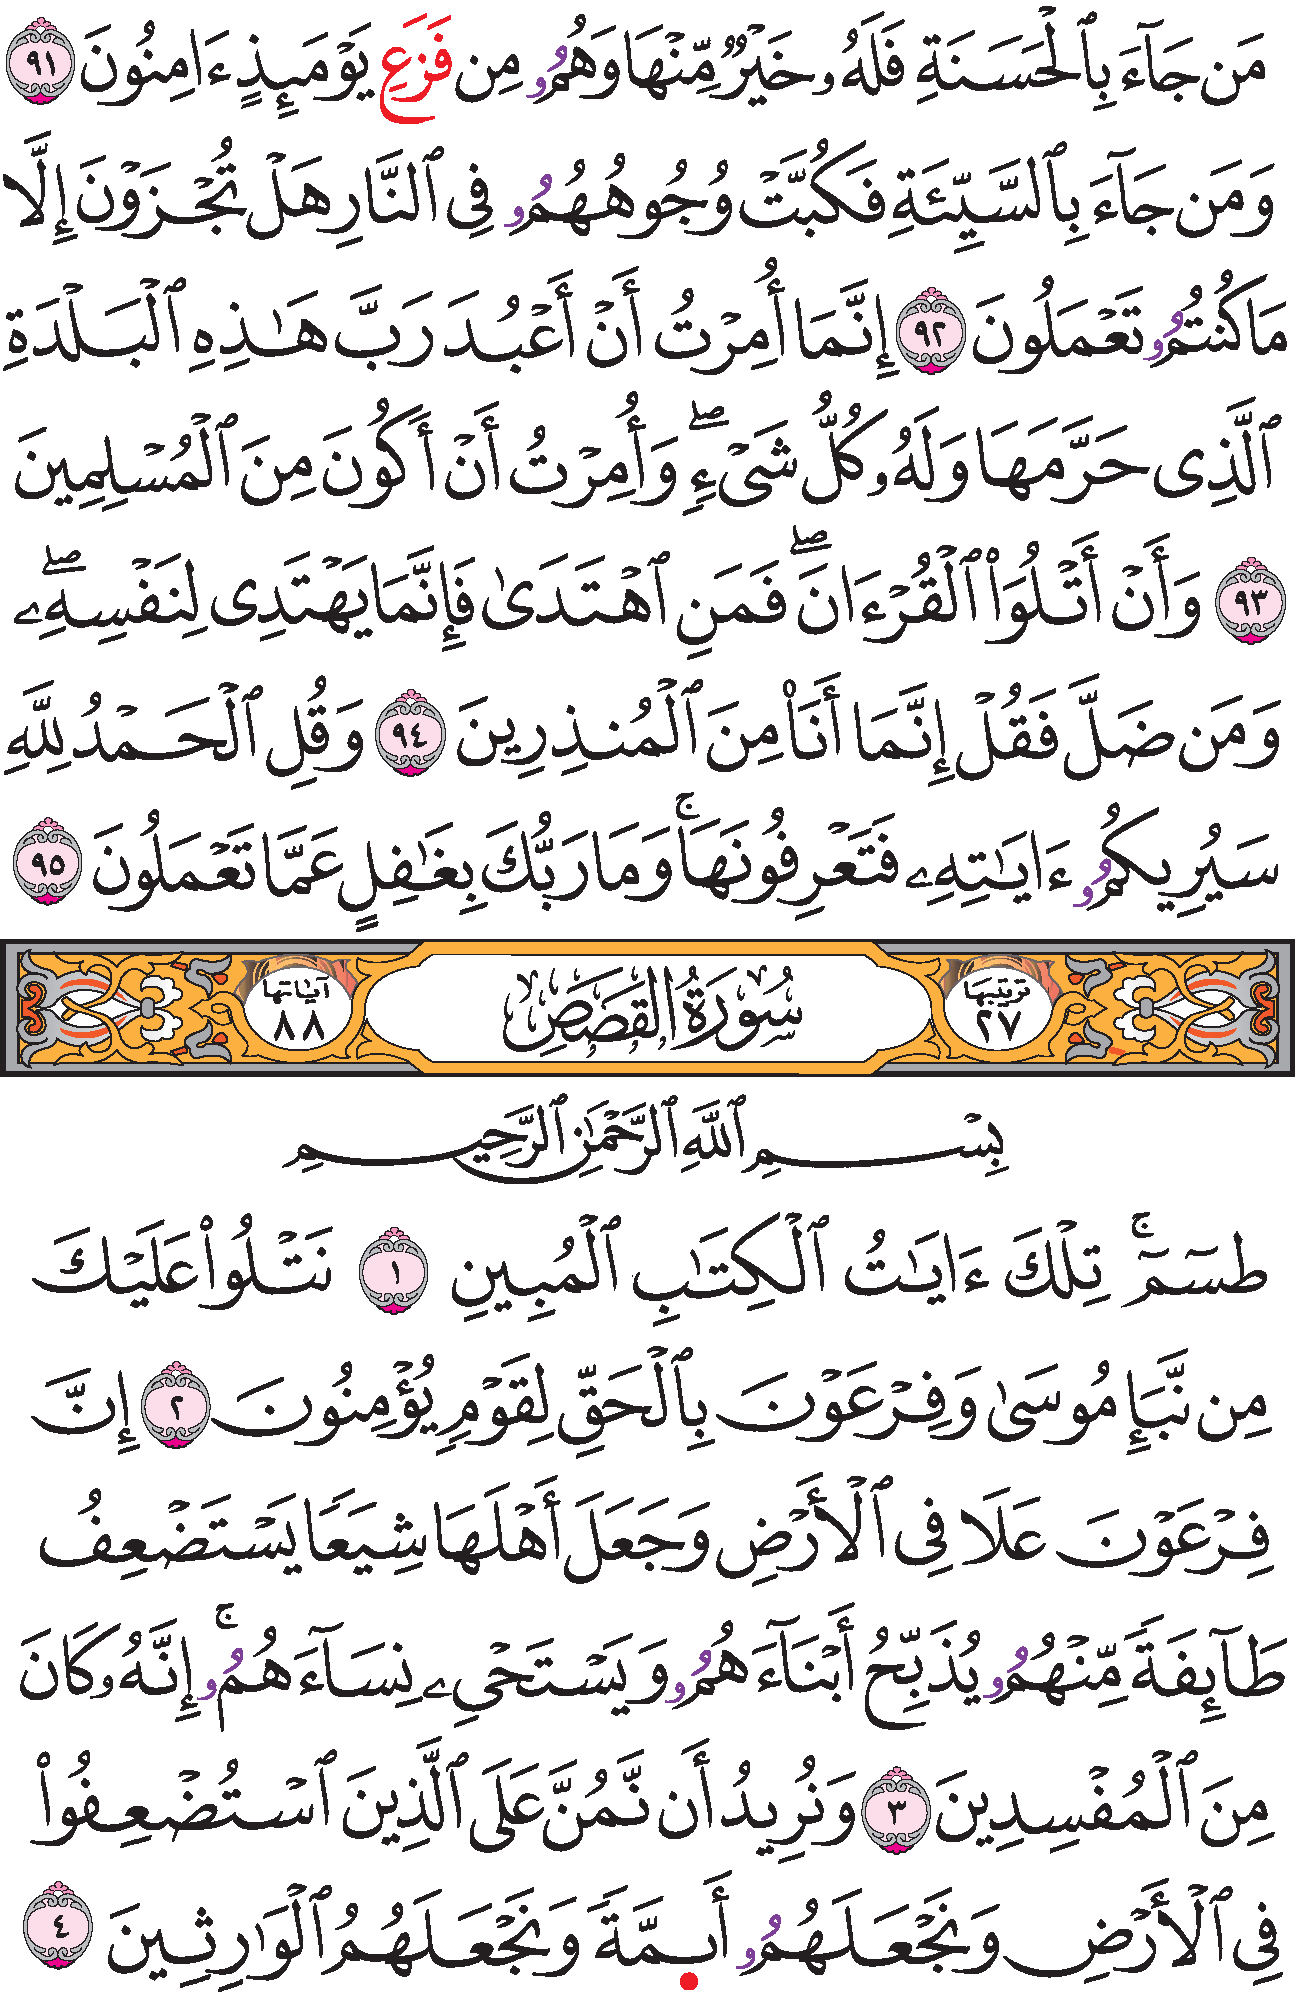 مَن جَآءَ بِٱلْحَسَنَةِ فَلَهُۥ خَيْرٌۭ مِّنْهَا وَهُمُۥ مِن فَزَعِ يَوْمَئِذٍ ءَامِنُونَ ٩١
وَمَن جَآءَ بِٱلسَّيِّئَةِ فَكُبَّتْ وُجُوهُهُمُۥ فِى ٱلنَّارِ هَلْ تُجْزَوْنَ إِلَّا
مَا كُنتُمُۥ تَعْمَلُونَ ٩٢ إِنَّمَا أُمِرْتُ أَنْ أَعْبُدَ رَبَّ هَٰذِهِ ٱلْبَلْدَةِ
ٱلَّذِى حَرَّمَهَا وَلَهُۥ كُلُّ شَىْءٍۖ وَأُمِرْتُ أَنْ أَكُونَ مِنَ ٱلْمُسْلِمِينَ
٩٣ وَأَنْ أَتْلُوَا۟ ٱلْقُرْءَانَۖ فَمَنِ ٱهْتَدَىٰ فَإِنَّمَا يَهْتَدِى لِنَفْسِهِۦۖ
وَمَن ضَلَّ فَقُلْ إِنَّمَا أَنَا۠ مِنَ ٱلْمُنذِرِينَ ٩٤ وَقُلِ ٱلْحَمْدُ لِلَّهِ
سَيُرِيكُمُۥ ءَايَٰتِهِۦ فَتَعْرِفُونَهَاۚ وَمَا رَبُّكَ بِغَٰفِلٍ عَمَّا تَعْمَلُونَ ٩٥
ترتيبها ٢٧ سُورَةُ القَصَصِ آياتها ٨٨
بِسْمِ ٱللَّهِ ٱلرَّحْمَٰنِ ٱلرَّحِيمِ
طسٓمٓۚ تِلْكَ ءَايَٰتُ ٱلْكِتَٰبِ ٱلْمُبِينِ ١ نَتْلُوا۟ عَلَيْكَ
مِن نَّبَإِ مُوسَىٰ وَفِرْعَوْنَ بِٱلْحَقِّ لِقَوْمٍۢ يُؤْمِنُونَ ٢ إِنَّ
فِرْعَوْنَ عَلَا فِى ٱلْأَرْضِ وَجَعَلَ أَهْلَهَا شِيَعًۭا يَسْتَضْعِفُ
طَآئِفَةًۭ مِّنْهُمُۥ يُذَبِّحُ أَبْنَآءَهُمُۥ وَيَسْتَحْىِۦ نِسَآءَهُمُۥۚ إِنَّهُۥ كَانَ
مِنَ ٱلْمُفْسِدِينَ ٣ وَنُرِيدُ أَن نَّمُنَّ عَلَى ٱلَّذِينَ ٱسْتُضْعِفُوا۟
فِى ٱلْأَرْضِ وَنَجْعَلَهُمُۥ أَىِٕمَّةًۭ وَنَجْعَلَهُمُ ٱلْوَٰرِثِينَ ٤